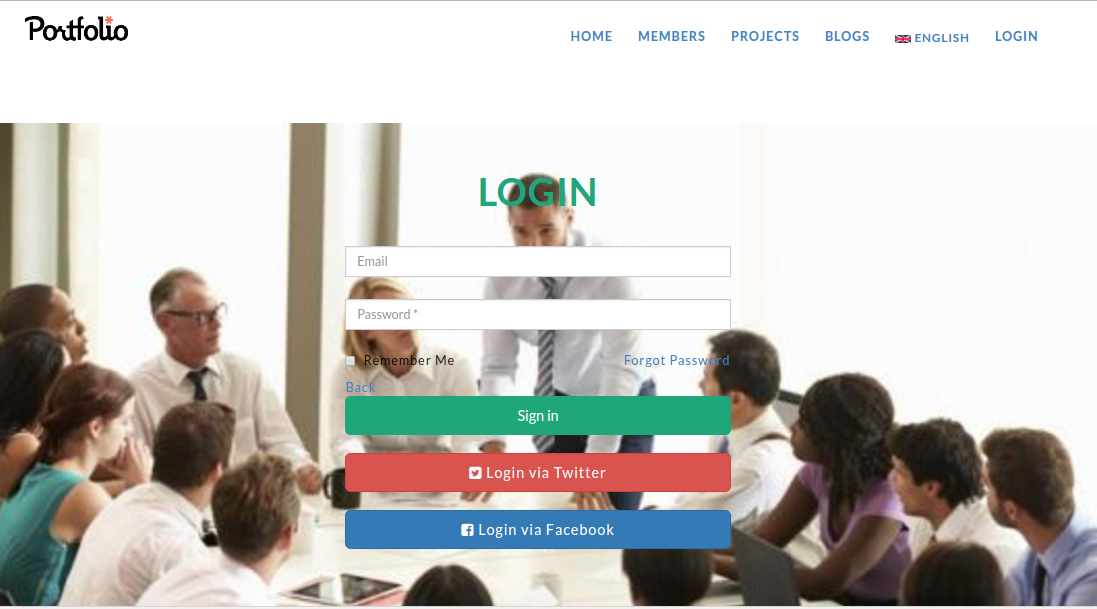 Portfolio
HOME MEMBERS PROJECTS BLOGS ENGLISH LOGIN
LOGIN
Email
Password *
Remember Me Forgot Password
Back
Sign in
Login via Twitter
Login via Facebook